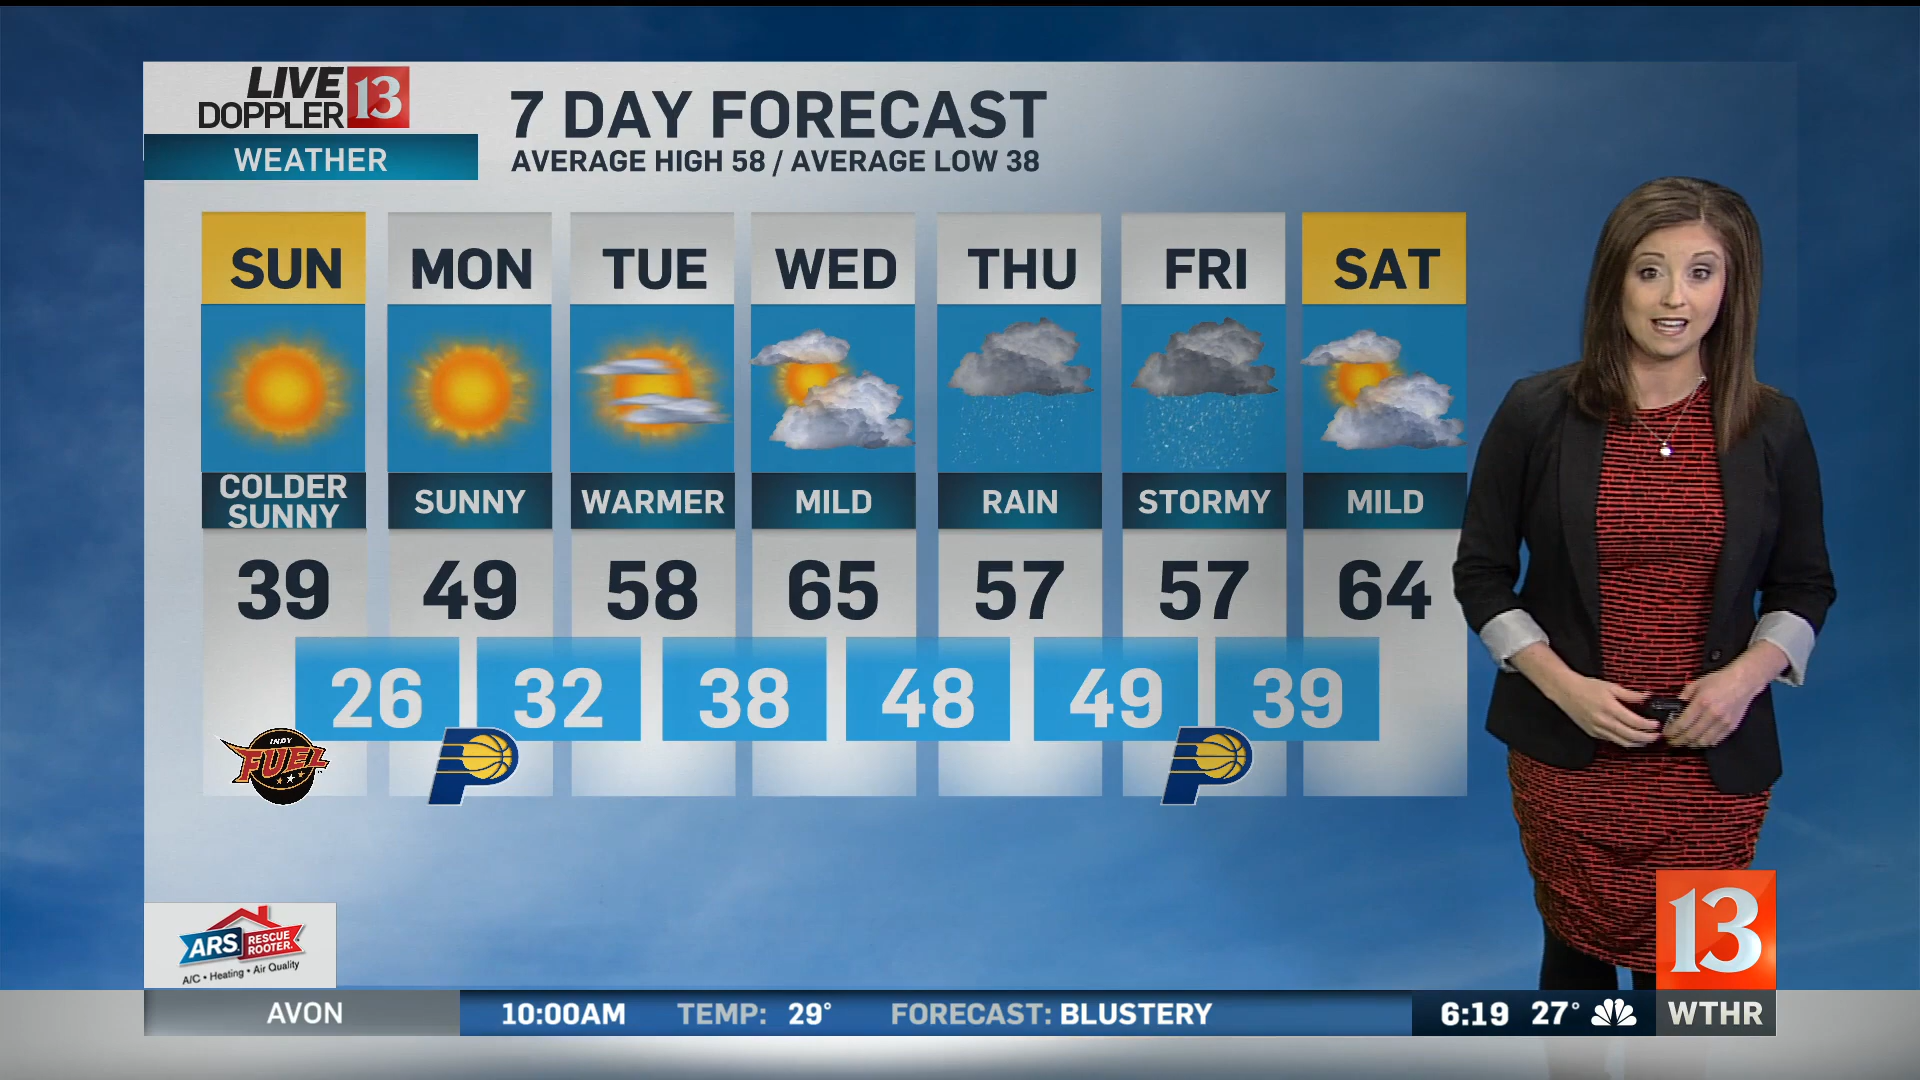 LIVE
DOPPLER 13
WEATHER
7 DAY FORECAST
AVERAGE HIGH 58 / AVERAGE LOW 38
SUN MON TUE WED THU FRI SAT
COLDER
SUNNY SUNNY WARMER MILD RAIN STORMY MILD
39 49 58 65 57 57 64
26 32 38 48 49 39
INDY
FUEL
ARS RESCUE
ROOTER
A/C • Heating • Air Quality
13
AVON 10:00AM TEMP: 29° FORECAST: BLUSTERY 6:19 27° WTHR